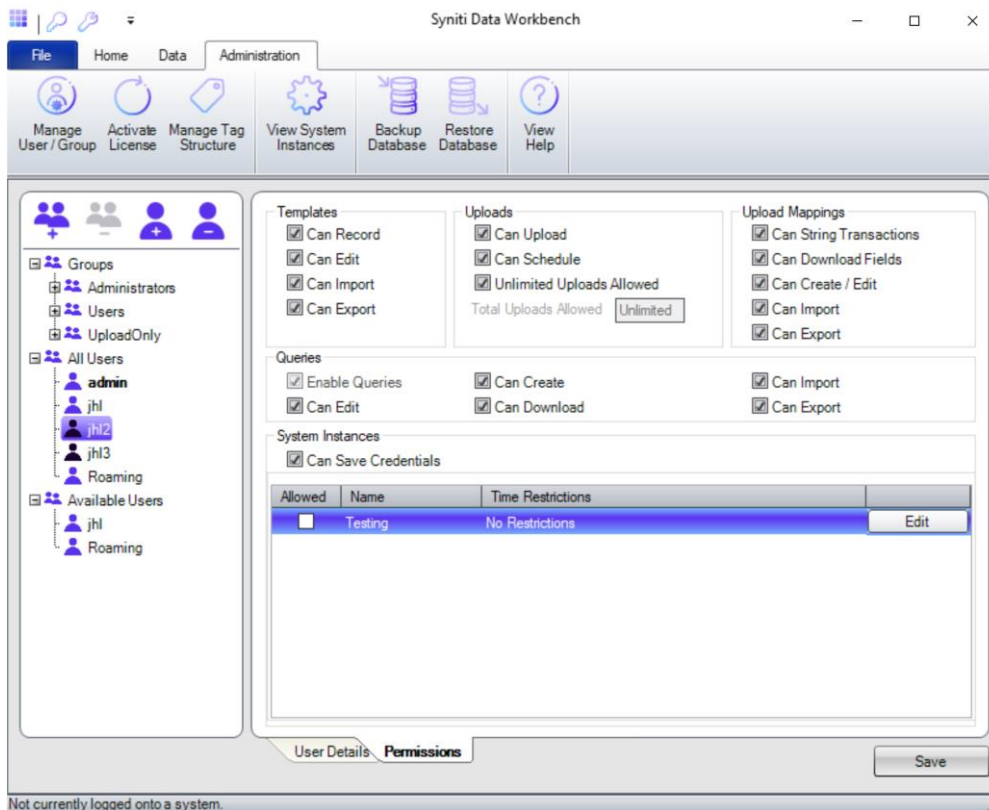 Syniti Data Workbench
File Home Data Administration
Manage User / Group Activate License Manage Tag Structure View System Instances Backup Database Restore Database View Help
Groups
Administrators
Users
UploadOnly
All Users
admin
jhl
jhl2
jhl3
Roaming
Available Users
jhl
Roaming
Templates
Can Record
Can Edit
Can Import
Can Export
Uploads
Can Upload
Can Schedule
Unlimited Uploads Allowed
Total Uploads Allowed Unlimited
Upload Mappings
Can String Transactions
Can Download Fields
Can Create / Edit
Can Import
Can Export
Queries
Enable Queries Can Create Can Import
Can Edit Can Download Can Export
System Instances
Can Save Credentials
Allowed Name Time Restrictions
Testing No Restrictions Edit
User Details Permissions
Save
Not currently logged onto a system.